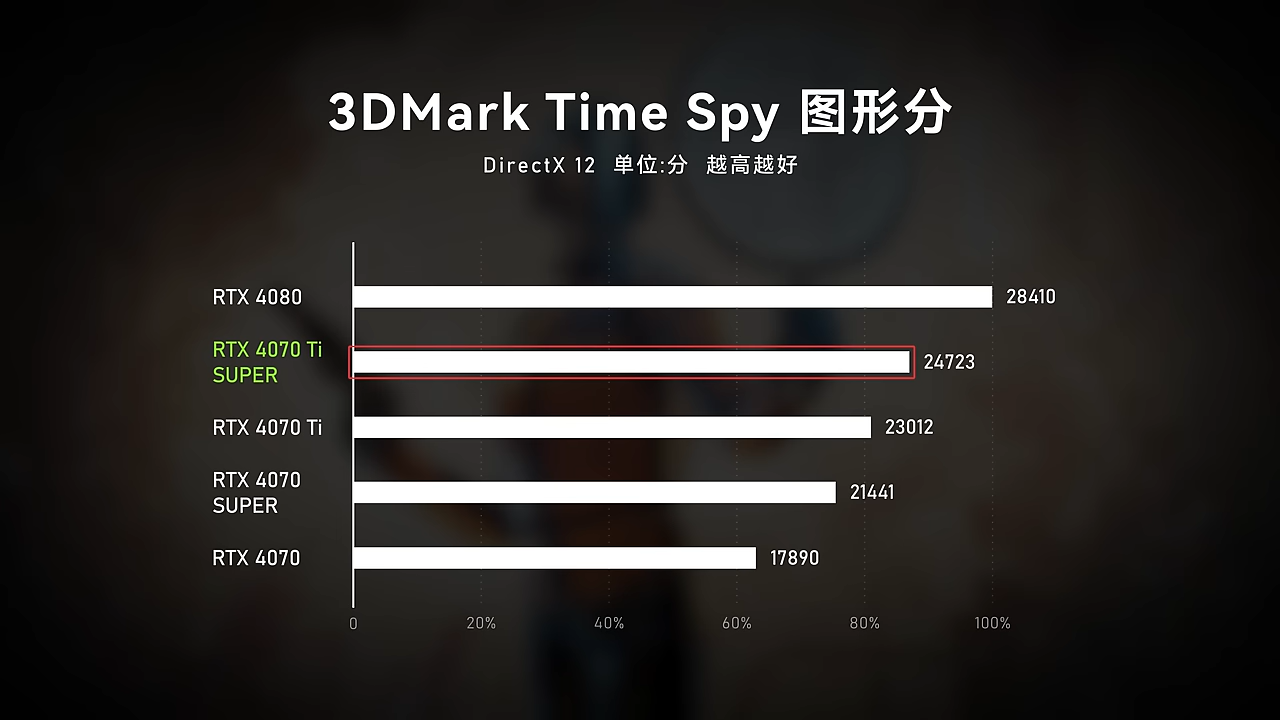 3DMark Time Spy 图形分
DirectX 12 单位:分 越高越好
RTX 4080 28410
RTX 4070 Ti
SUPER 24723
RTX 4070 Ti 23012
RTX 4070
SUPER 21441
RTX 4070 17890
0 20% 40% 60% 80% 100%